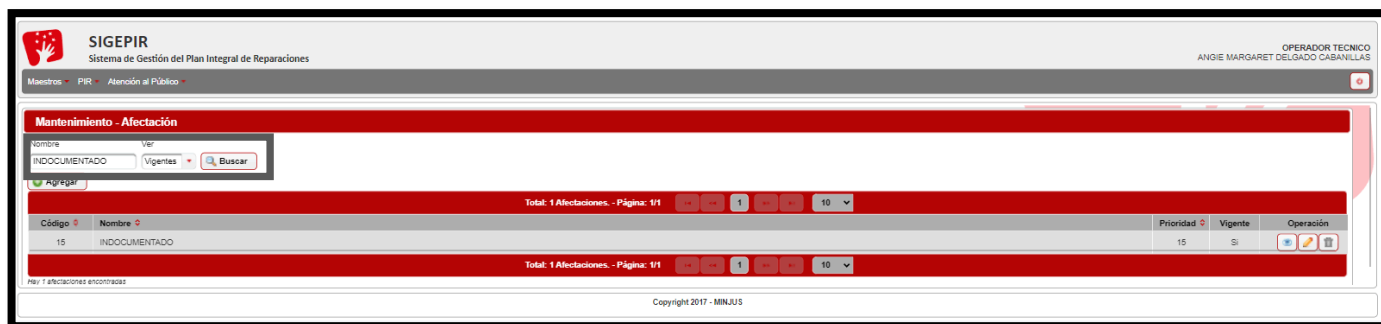 SIGEPIR
Sistema de Gestión del Plan Integral de Reparaciones
OPERADOR TECNICO
ANGIE MARGARET DELGADO CABANILLAS
Maestros PIR Atención al Público
Mantenimiento - Afectación
Nombre Ver
INDOCUMENTADO Vigentes Buscar
Agregar
Total: 1 Afectaciones. - Página: 1/1 1 10
Código Nombre Prioridad Vigente Operación
15 INDOCUMENTADO 15 Si
Total: 1 Afectaciones. - Página: 1/1 1 10
Hay 1 afectaciones encontradas
Copyright 2017 - MINJUS